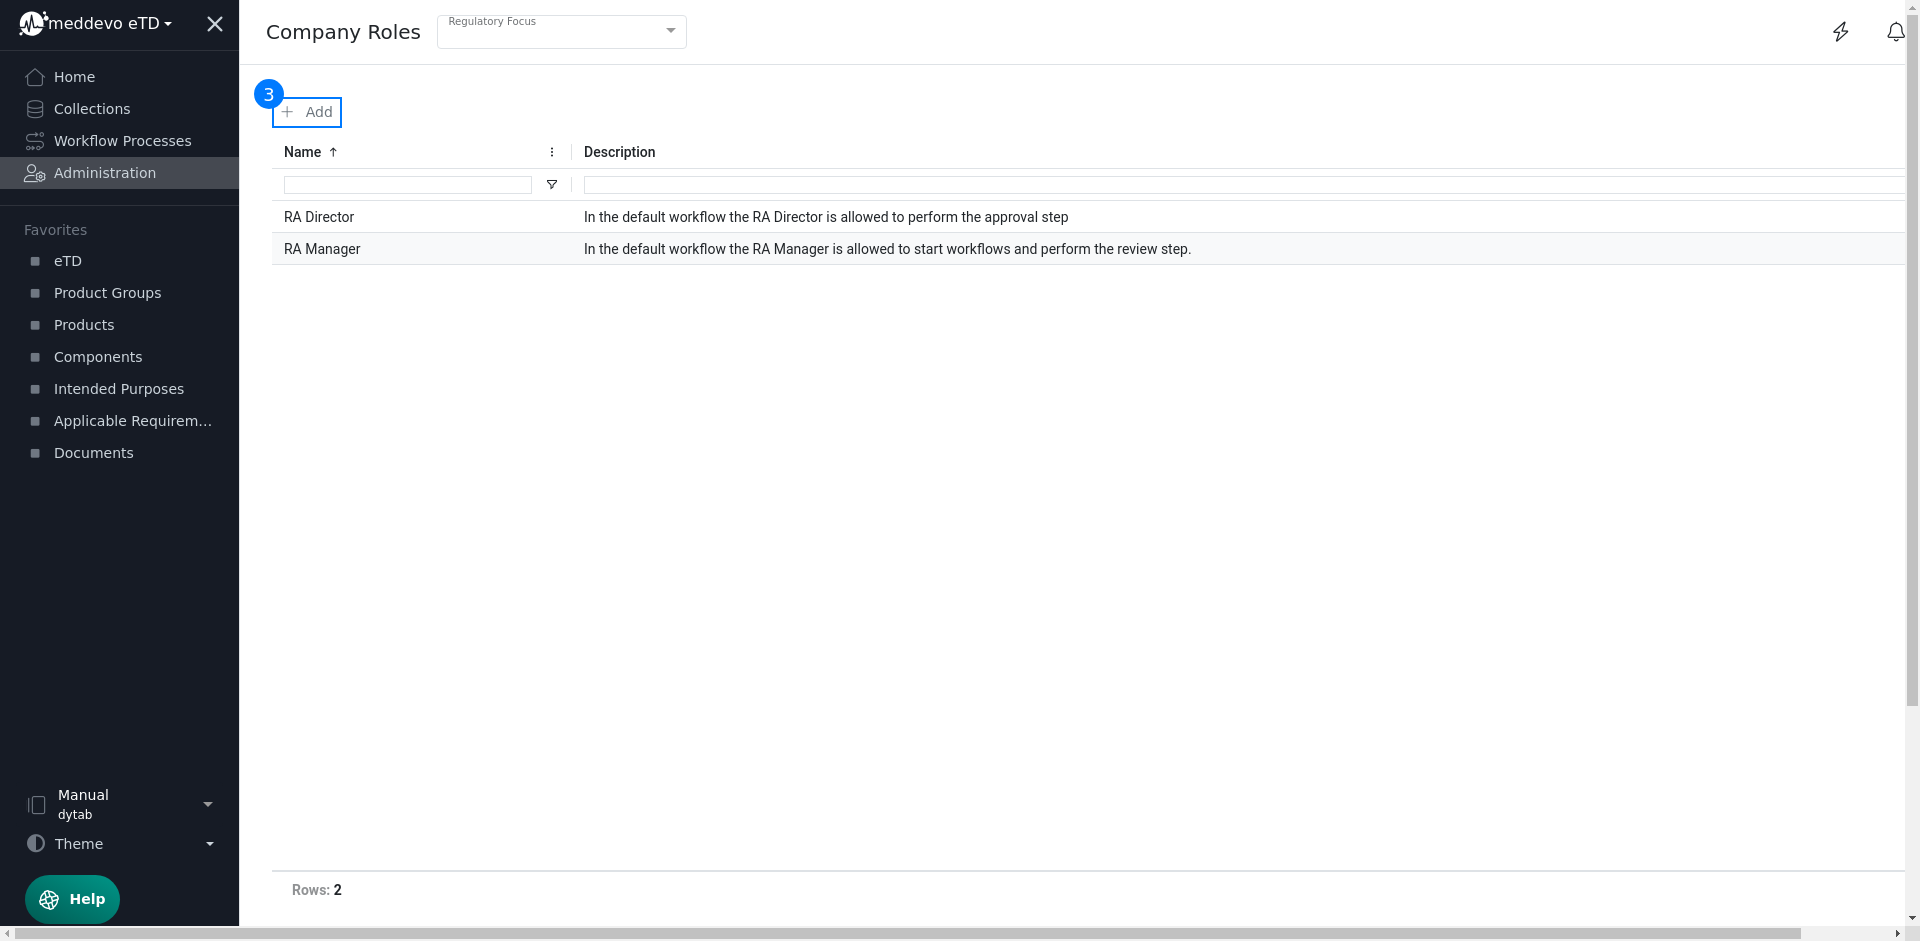 meddevo eTD
Home
Collections
Workflow Processes
Administration
Favorites
eTD
Product Groups
Products
Components
Intended Purposes
Applicable Requirem...
Documents
Manual
dytab
Theme
Help
Company Roles
Regulatory Focus
3
Add
Name
Description
RA Director
In the default workflow the RA Director is allowed to perform the approval step
RA Manager
In the default workflow the RA Manager is allowed to start workflows and perform the review step.
Rows: 2